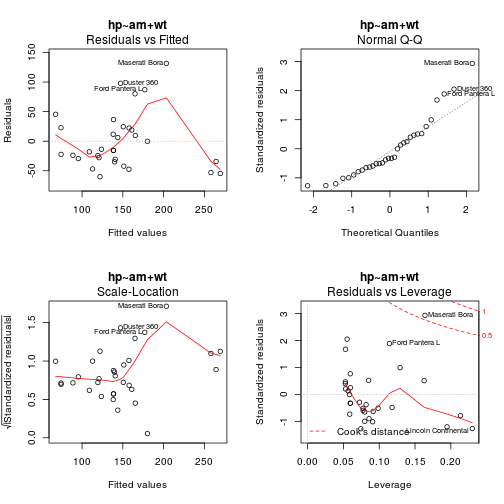 hp~am+wt
Residuals vs Fitted
150
100
50
0
-50
Residuals
Maserati Bora
Duster 360
Ford Pantera L
100
150
200
250
Fitted values
hp~am+wt
Normal Q-Q
3
2
1
0
-1
Standardized residuals
Maserati Bora
Duster 360
Ford Pantera L
-2
-1
0
1
2
Theoretical Quantiles
hp~am+wt
Scale-Location
1.5
1.0
0.5
0.0
√|Standardized residuals|
Maserati Bora
Duster 360
Ford Pantera L
100
150
200
250
Fitted values
hp~am+wt
Residuals vs Leverage
3
2
1
0
-1
Standardized residuals
Maserati Bora
Ford Pantera L
1
0.5
Cook's distance
Lincoln Continental
0.00
0.05
0.10
0.15
0.20
Leverage